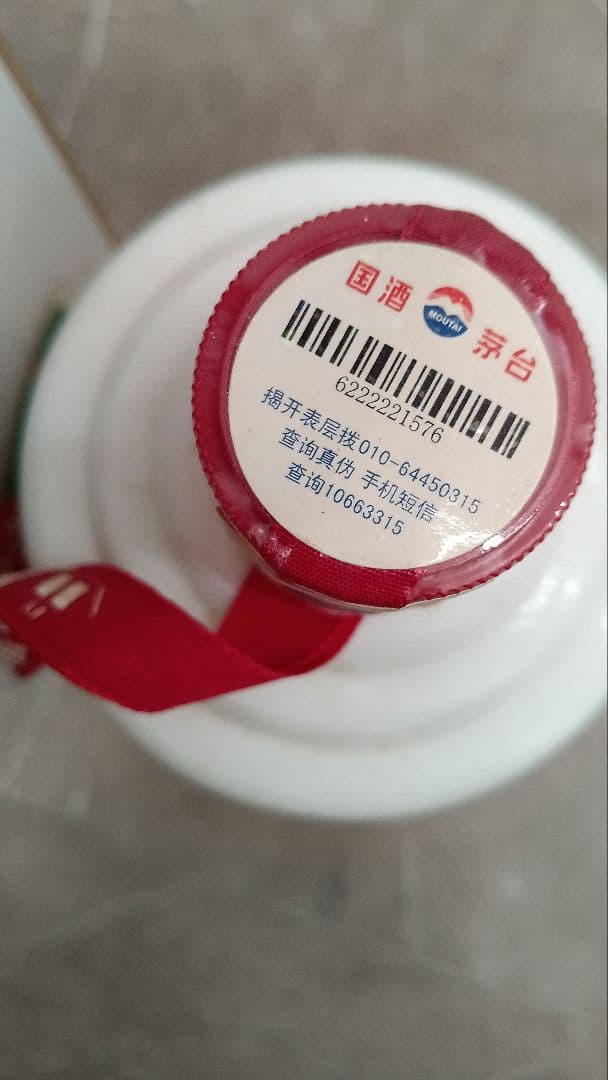 国酒 MOUTAI 茅台
6222221576
揭开表层拨010-64450315
查询真伪 手机短信
查询10663315